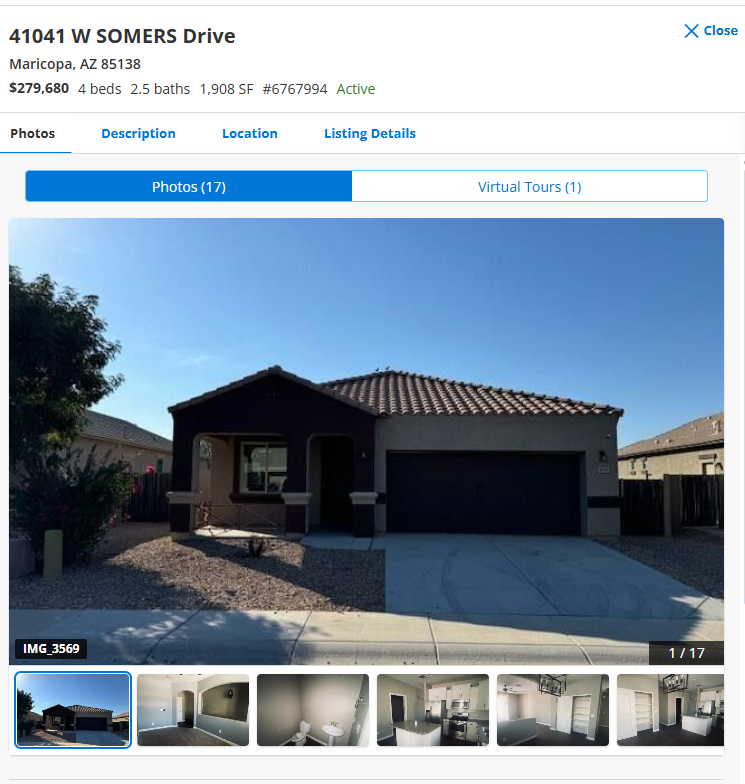 41041 W SOMERS Drive
Close
Maricopa, AZ 85138
$279,680 4 beds 2.5 baths 1,908 SF #6767994 Active
Photos Description Location Listing Details
Photos (17) Virtual Tours (1)
IMG_3569
1 / 17